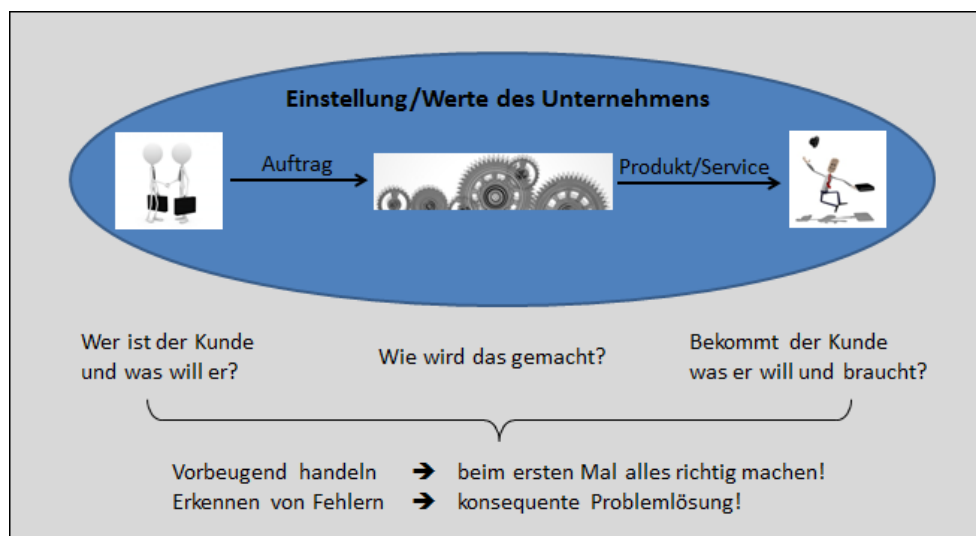 Einstellung/Werte des Unternehmens
Auftrag
Produkt/Service
Wer ist der Kunde
und was will er?
Wie wird das gemacht?
Bekommt der Kunde
was er will und braucht?
Vorbeugend handeln ➔ beim ersten Mal alles richtig machen!
Erkennen von Fehlern ➔ konsequente Problemlösung!